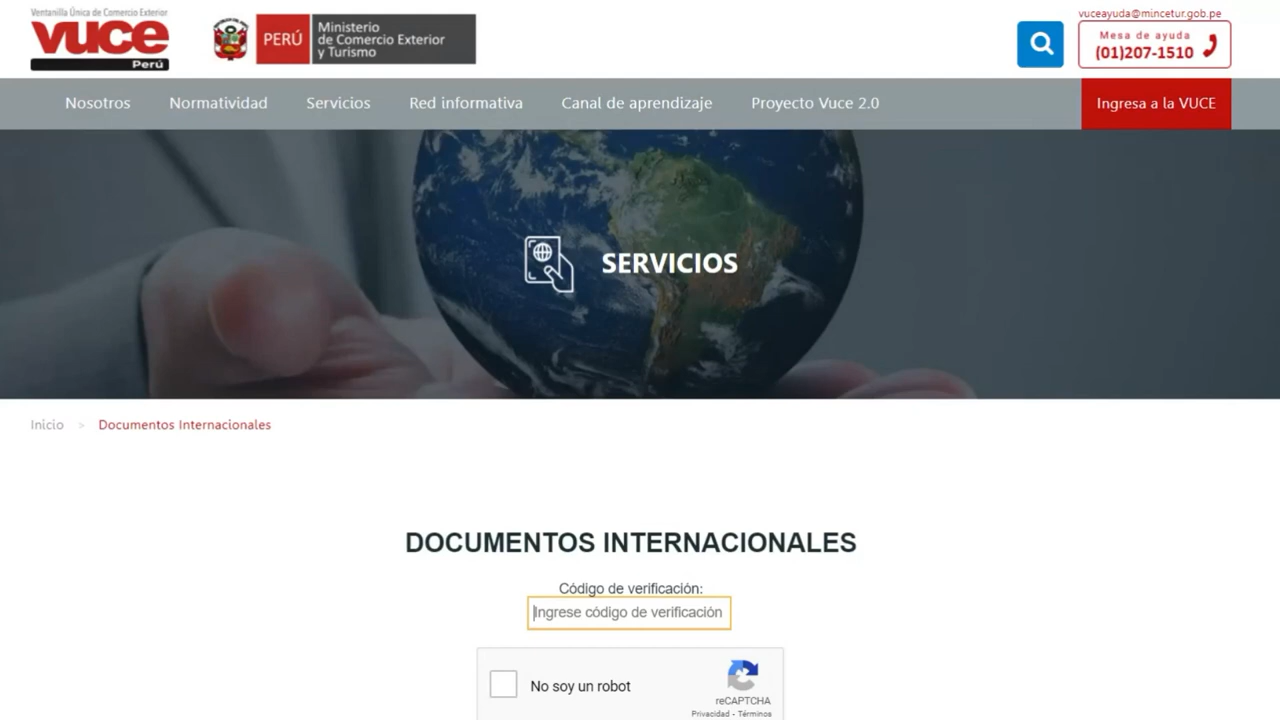 Ventanilla Única de Comercio Exterior
vuce
Perú
PERÚ
Ministerio
de Comercio Exterior
y Turismo
vuceayuda@mincetur.gob.pe
Mesa de ayuda
(01)207-1510
Nosotros
Normatividad
Servicios
Red informativa
Canal de aprendizaje
Proyecto Vuce 2.0
Ingresa a la VUCE
SERVICIOS
Inicio > Documentos Internacionales
DOCUMENTOS INTERNACIONALES
Código de verificación:
Ingrese código de verificación
No soy un robot
reCAPTCHA
Privacidad - Términos